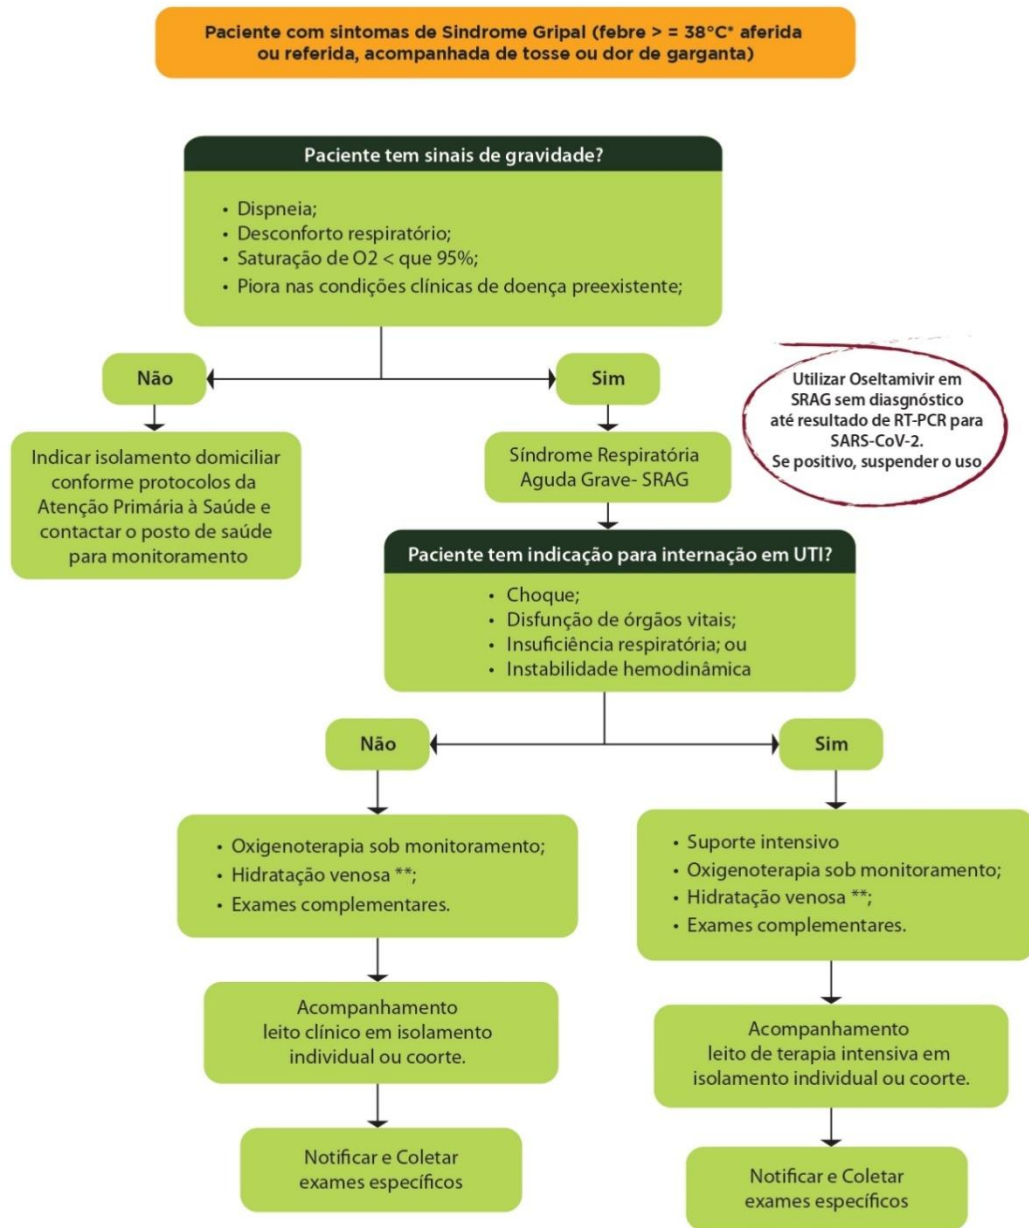 Paciente com sintomas de Sindrome Gripal (febre > = 38°C* aferida
ou referida, acompanhada de tosse ou dor de garganta)
Paciente tem sinais de gravidade?
• Dispneia;
• Desconforto respiratório;
• Saturação de O2 < que 95%;
• Piora nas condições clínicas de doença preexistente;
Não
Sim
Utilizar Oseltamivir em
SRAG sem diasgnóstico
até resultado de RT-PCR para
SARS-CoV-2.
Se positivo, suspender o uso
Indicar isolamento domiciliar
conforme protocolos da
Atenção Primária à Saúde e
contactar o posto de saúde
para monitoramento
Síndrome Respiratória
Aguda Grave- SRAG
Paciente tem indicação para internação em UTI?
• Choque;
• Disfunção de órgãos vitais;
• Insuficiência respiratória; ou
• Instabilidade hemodinâmica
Não
Sim
• Oxigenoterapia sob monitoramento;
• Hidratação venosa **;
• Exames complementares.
• Suporte intensivo
• Oxigenoterapia sob monitoramento;
• Hidratação venosa **;
• Exames complementares.
Acompanhamento
leito clínico em isolamento
individual ou coorte.
Acompanhamento
leito de terapia intensiva em
isolamento individual ou coorte.
Notificar e Coletar
exames específicos
Notificar e Coletar
exames específicos